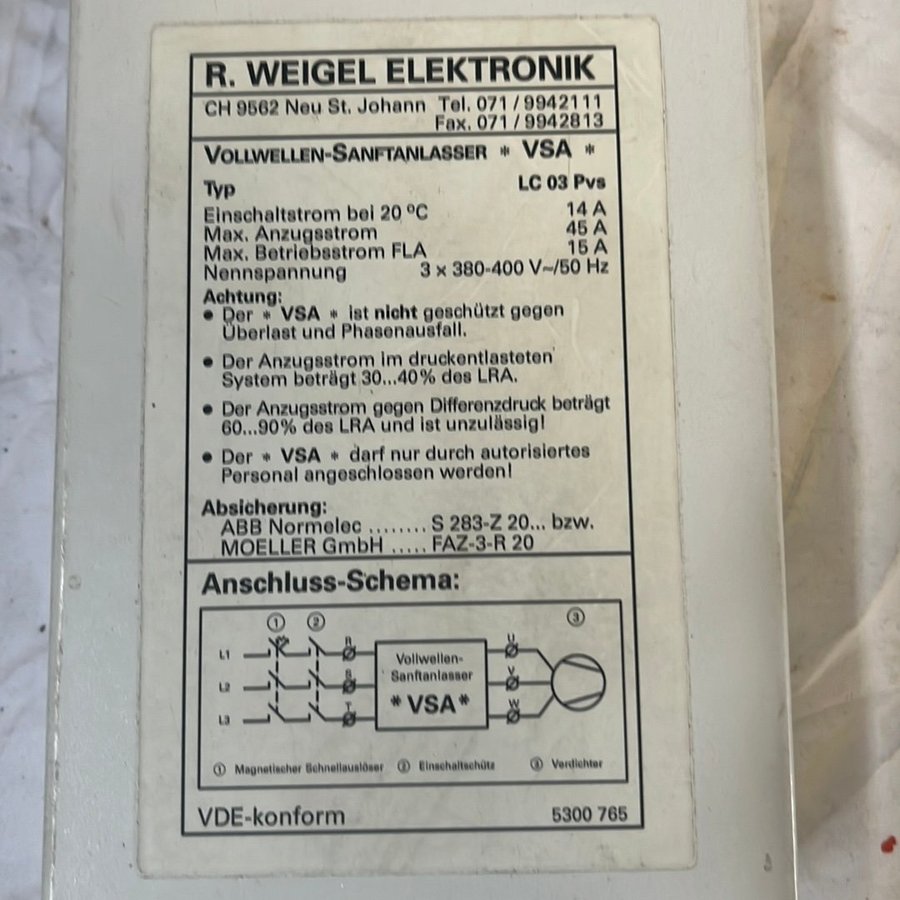 R. WEIGEL ELEKTRONIK
CH 9562 Neu St. Johann Tel. 071 / 9942111
Fax. 071 / 9942813
VOLLWELLEN-SANFTANLASSER * VSA *
Typ LC 03 Pvs
Einschaltstrom bei 20 ºC 14 A
Max. Anzugsstrom 45 A
Max. Betriebsstrom FLA 15 A
Nennspannung 3 x 380-400 V~/50 Hz
Achtung:
● Der * VSA * ist nicht geschützt gegen
Überlast und Phasenausfall.
● Der Anzugsstrom im druckentlasteten
System beträgt 30...40% des LRA.
● Der Anzugsstrom gegen Differenzdruck beträgt
60...90% des LRA und ist unzulässig!
● Der * VSA * darf nur durch autorisiertes
Personal angeschlossen werden!
Absicherung:
ABB Normelec ........ S 283-Z 20... bzw.
MOELLER GmbH ..... FAZ-3-R 20
Anschluss-Schema:
① ② ③
L1 R U
L2 S V
L3 T W
Vollwellen-
Sanftanlasser
* VSA *
① Magnetischer Schnellauslöser ② Einschaltschütz ③ Verdichter
VDE-konform 5300 765